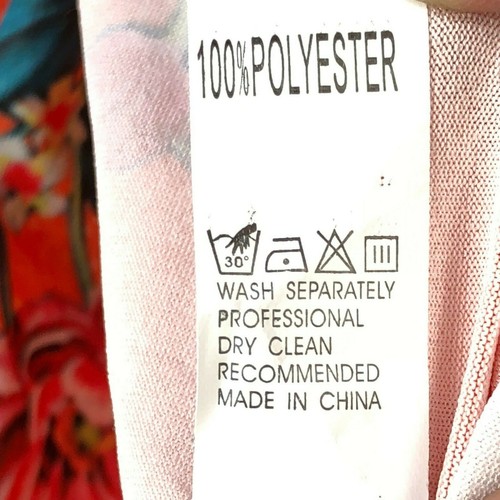 100% POLYESTER
30°
WASH SEPARATELY
PROFESSIONAL
DRY CLEAN
RECOMMENDED
MADE IN CHINA